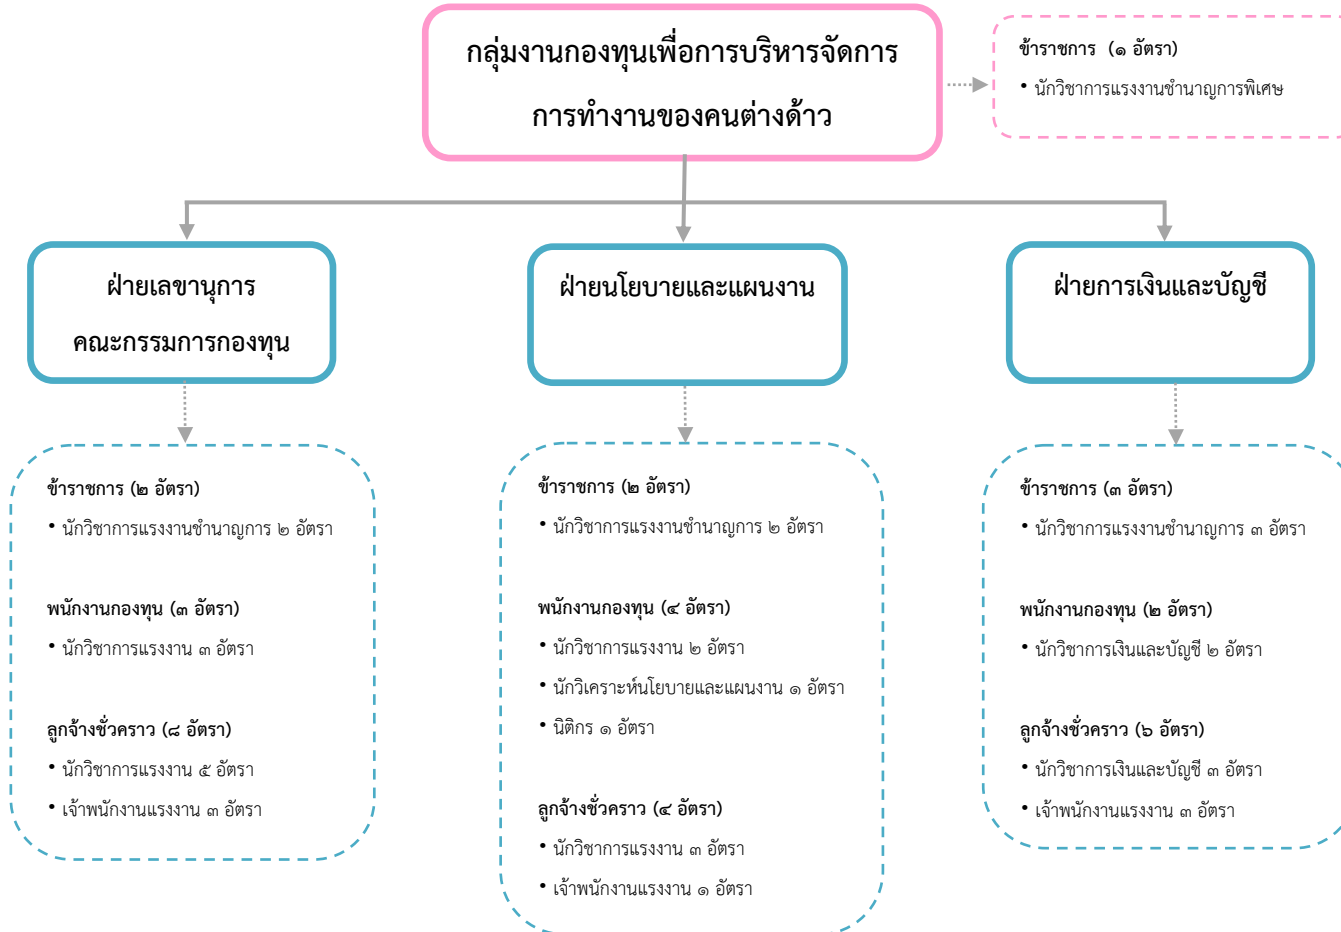 กลุ่มงานกองทุนเพื่อการบริหารจัดการ
การทำงานของคนต่างด้าว
ข้าราชการ (๑ อัตรา)
• นักวิชาการแรงงานชำนาญการพิเศษ
ฝ่ายเลขานุการ
คณะกรรมการกองทุน
ข้าราชการ (๒ อัตรา)
• นักวิชาการแรงงานชำนาญการ ๒ อัตรา
พนักงานกองทุน (๓ อัตรา)
• นักวิชาการแรงงาน ๓ อัตรา
ลูกจ้างชั่วคราว (๘ อัตรา)
• นักวิชาการแรงงาน ๕ อัตรา
• เจ้าพนักงานแรงงาน ๓ อัตรา
ฝ่ายนโยบายและแผนงาน
ข้าราชการ (๒ อัตรา)
• นักวิชาการแรงงานชำนาญการ ๒ อัตรา
พนักงานกองทุน (๔ อัตรา)
• นักวิชาการแรงงาน ๒ อัตรา
• นักวิเคราะห์นโยบายและแผนงาน ๑ อัตรา
• นิติกร ๑ อัตรา
ลูกจ้างชั่วคราว (๔ อัตรา)
• นักวิชาการแรงงาน ๓ อัตรา
• เจ้าพนักงานแรงงาน ๑ อัตรา
ฝ่ายการเงินและบัญชี
ข้าราชการ (๓ อัตรา)
• นักวิชาการแรงงานชำนาญการ ๓ อัตรา
พนักงานกองทุน (๒ อัตรา)
• นักวิชาการเงินและบัญชี ๒ อัตรา
ลูกจ้างชั่วคราว (๖ อัตรา)
• นักวิชาการเงินและบัญชี ๓ อัตรา
• เจ้าพนักงานแรงงาน ๓ อัตรา